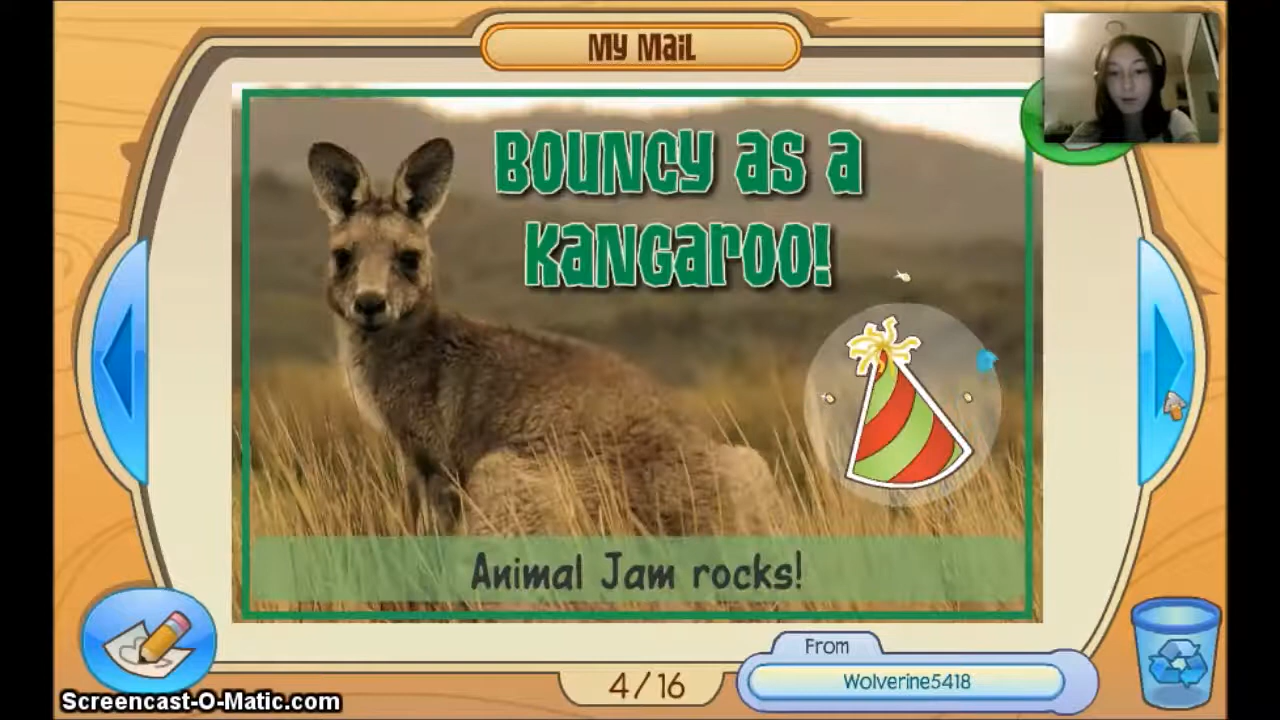 My Mail
Bouncy as a
Kangaroo!
Animal Jam rocks!
From
4/16
Wolverine5418
Screencast-O-Matic.com